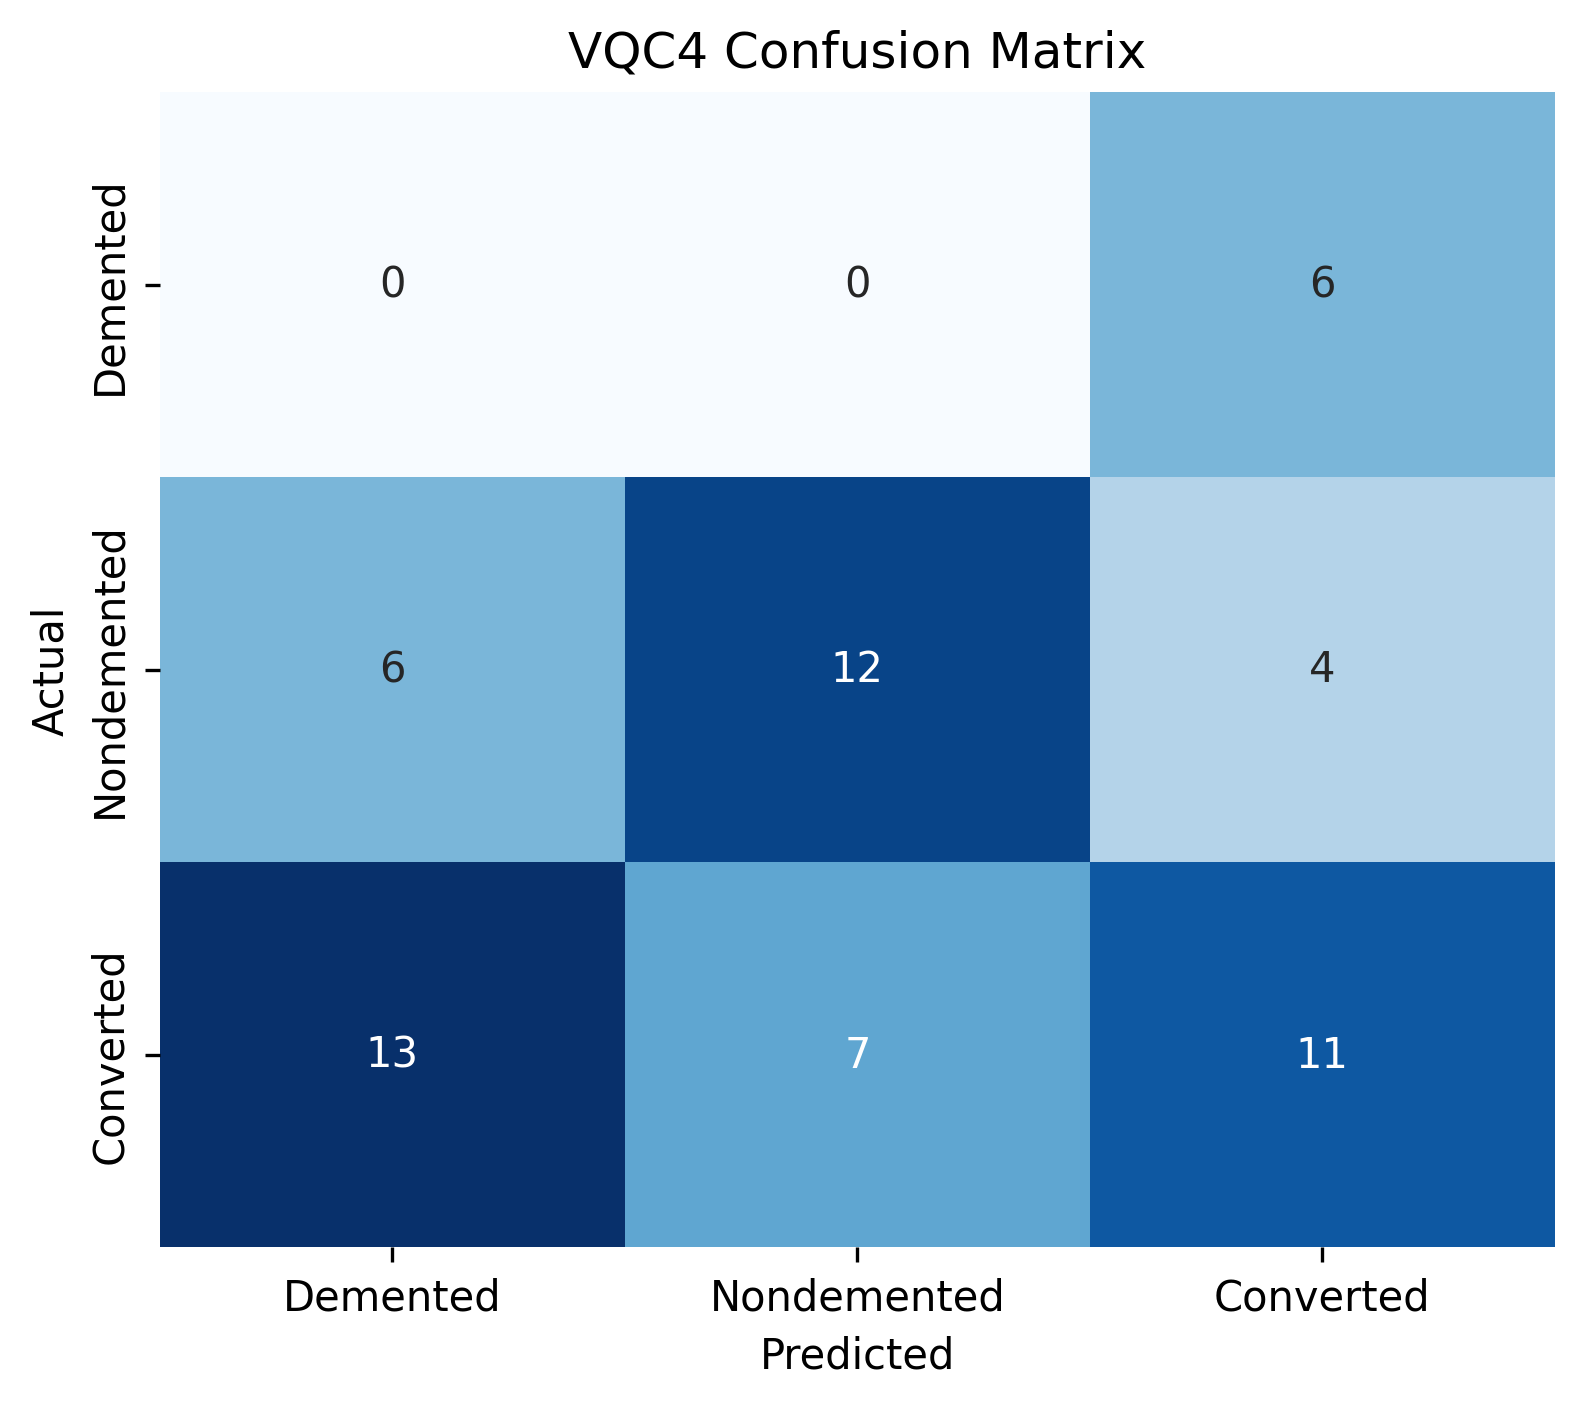 VQC4 Confusion Matrix
Actual
Demented
0
0
6
Nondemented
6
12
4
Converted
13
7
11
Demented
Nondemented
Converted
Predicted